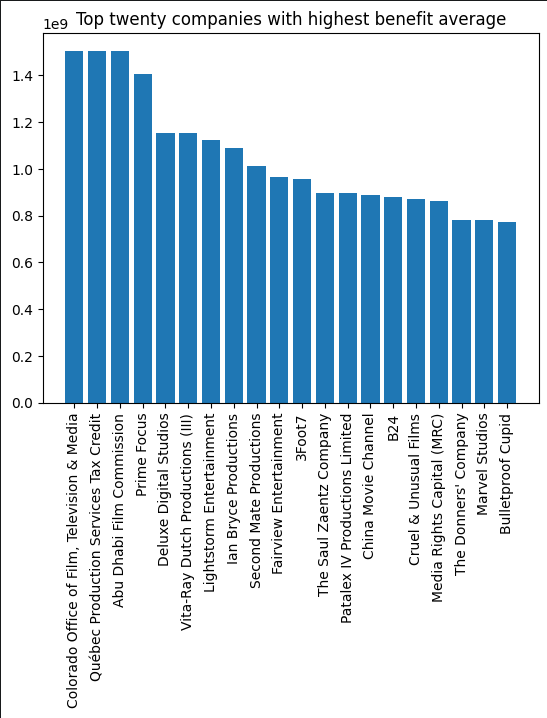 Top twenty companies with highest benefit average
1e9
1.4
1.2
1.0
0.8
0.6
0.4
0.2
0.0
Colorado Office of Film, Television & Media
Québec Production Services Tax Credit
Abu Dhabi Film Commission
Prime Focus
Deluxe Digital Studios
Vita-Ray Dutch Productions (III)
Lightstorm Entertainment
Ian Bryce Productions
Second Mate Productions
Fairview Entertainment
3Foot7
The Saul Zaentz Company
Patalex IV Productions Limited
China Movie Channel
B24
Cruel & Unusual Films
Media Rights Capital (MRC)
The Donners' Company
Marvel Studios
Bulletproof Cupid